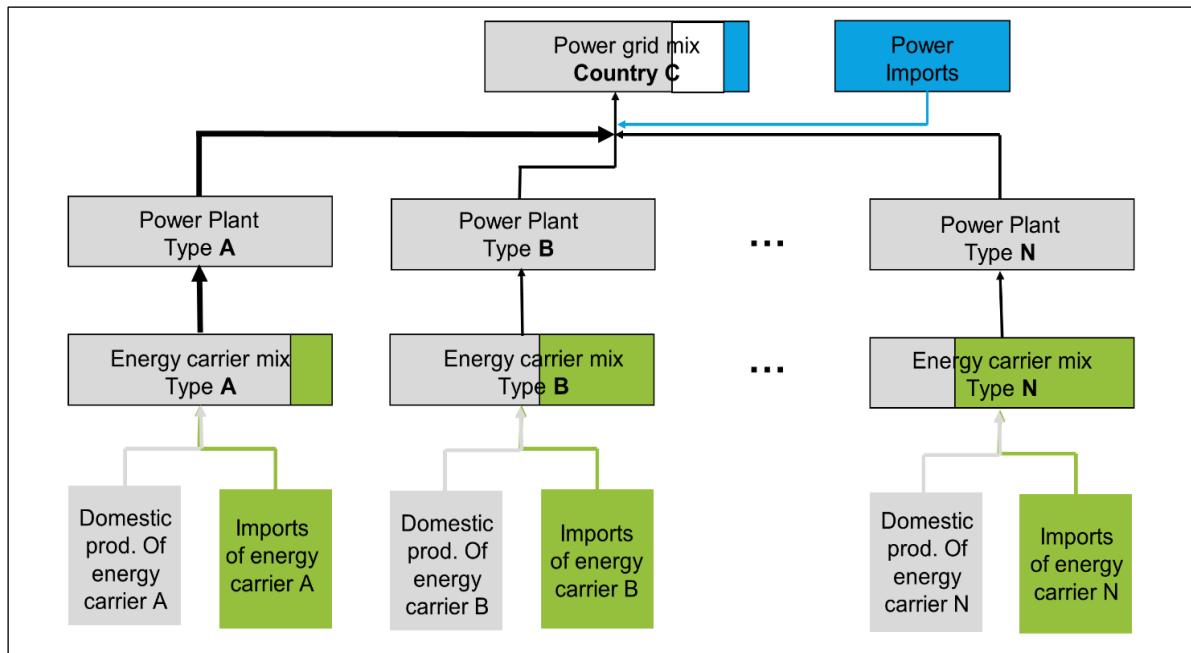 Power grid mix
Country C
Power
Imports
Power Plant
Type A
Power Plant
Type B
...
Power Plant
Type N
Energy carrier mix
Type A
Energy carrier mix
Type B
...
Energy carrier mix
Type N
Domestic
prod. Of
energy
carrier A
Imports
of energy
carrier A
Domestic
prod. Of
energy
carrier B
Imports
of energy
carrier B
Domestic
prod. Of
energy
carrier N
Imports
of energy
carrier N